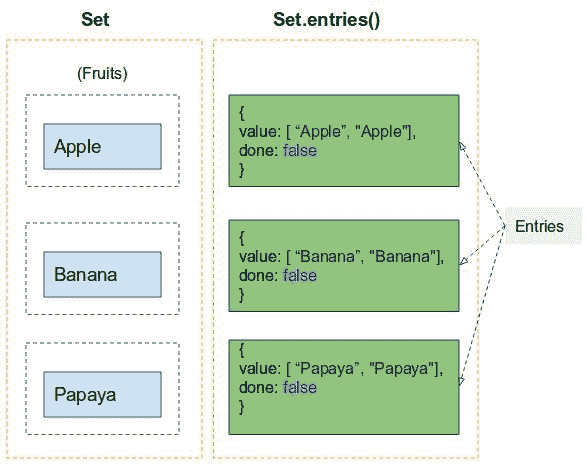 Set
Set.entries()
(Fruits)
Apple
{
value: [ “Apple”, "Apple"],
done: false
}
Banana
{
value: [ “Banana”, "Banana"],
done: false
}
Papaya
{
value: [ “Papaya”, "Papaya"],
done: false
}
Entries